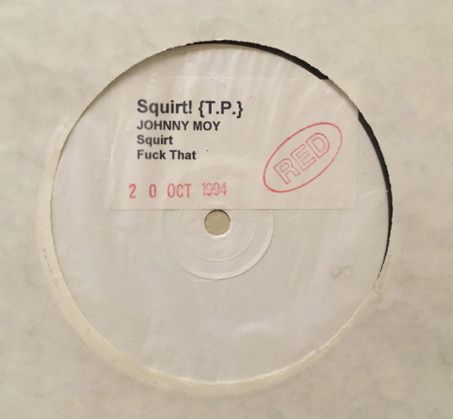 Squirt! {T.P.}
JOHNNY MOY
Squirt
Fuck That
RED
2 0 OCT 1994